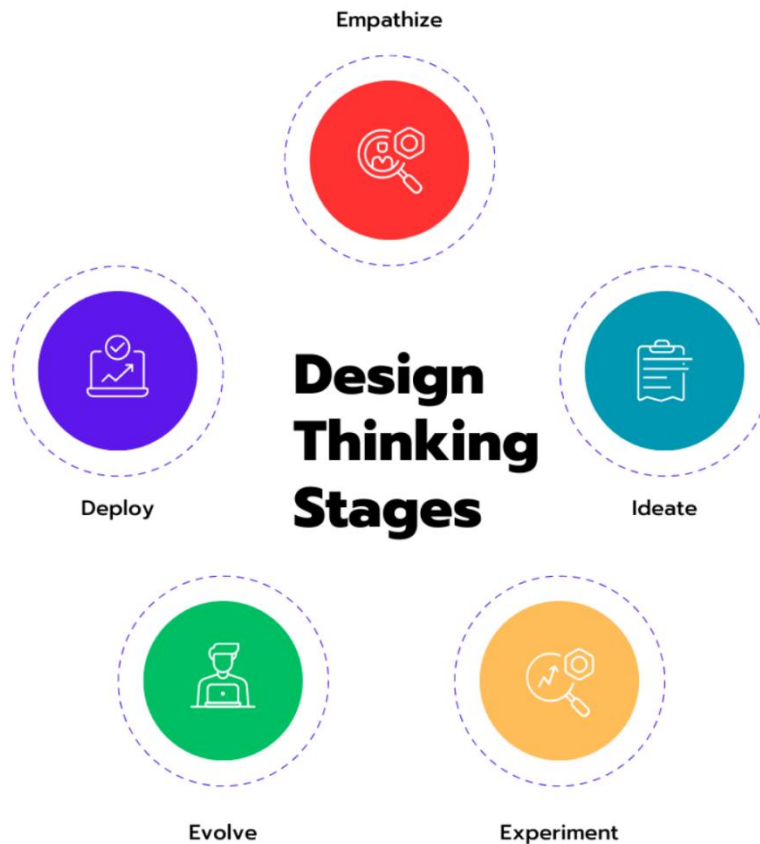 Empathize
Design
Thinking
Stages
Deploy
Ideate
Evolve
Experiment